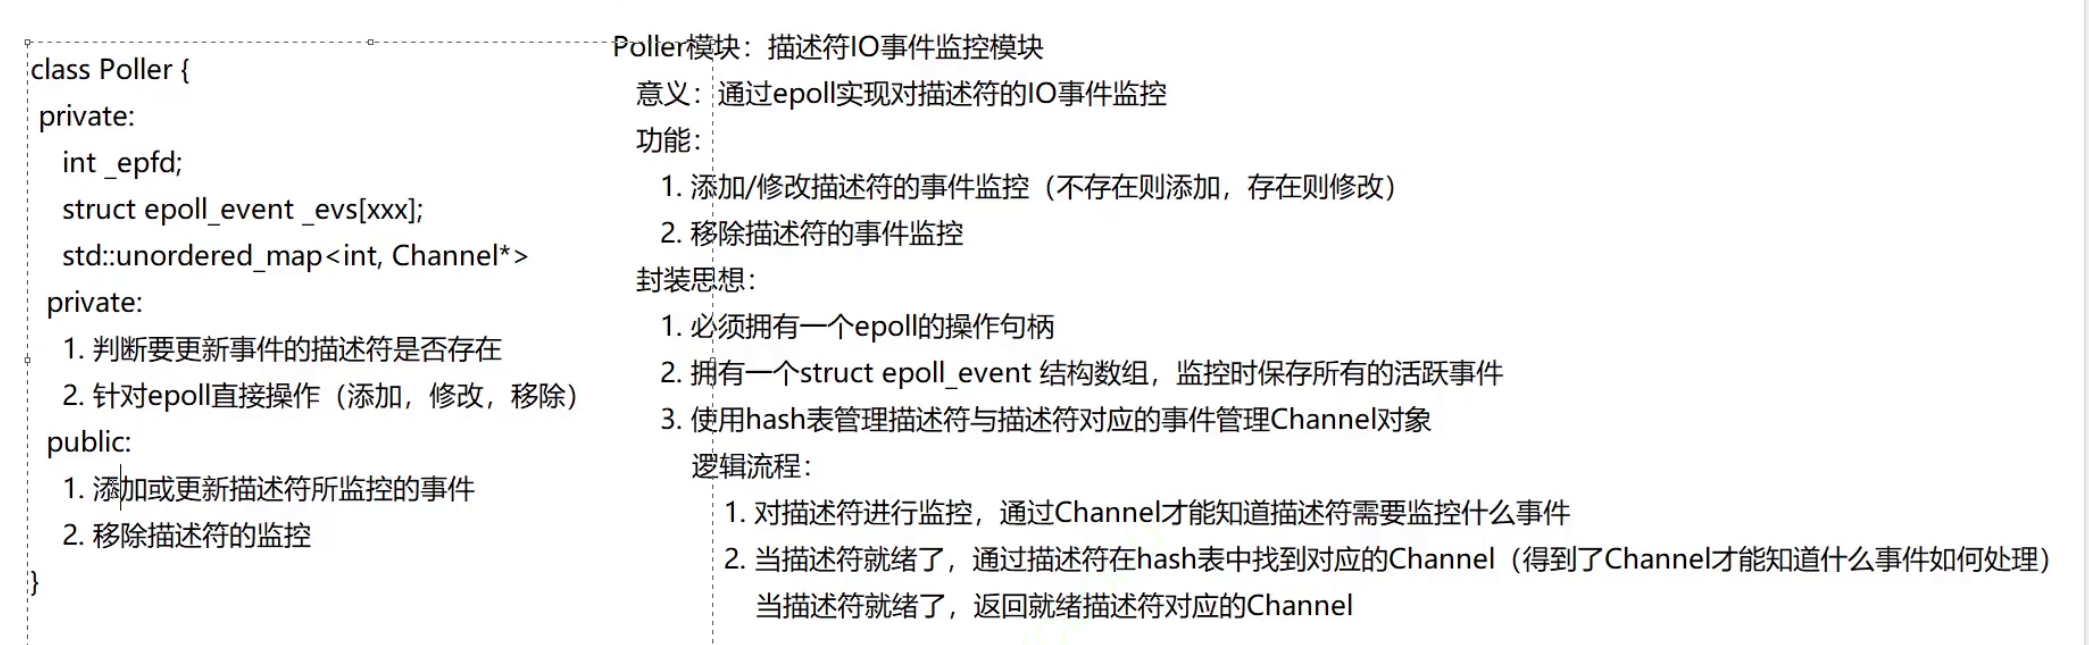 class Poller {
private:
int _epfd;
struct epoll_event _evs[xxx];
std::unordered_map<int, Channel*>
private:
1. 判断要更新事件的描述符是否存在
2. 针对epoll直接操作（添加，修改，移除）
public:
1. 添加或更新描述符所监控的事件
2. 移除描述符的监控
}
Poller模块：描述符IO事件监控模块
意义：通过epoll实现对描述符的IO事件监控
功能：
1. 添加/修改描述符的事件监控（不存在则添加，存在则修改）
2. 移除描述符的事件监控
封装思想：
1. 必须拥有一个epoll的操作句柄
2. 拥有一个struct epoll_event 结构数组，监控时保存所有的活跃事件
3. 使用hash表管理描述符与描述符对应的事件管理Channel对象
逻辑流程：
1. 对描述符进行监控，通过Channel才能知道描述符需要监控什么事件
2. 当描述符就绪了，通过描述符在hash表中找到对应的Channel（得到了Channel才能知道什么事件如何处理）
当描述符就绪了，返回就绪描述符对应的Channel